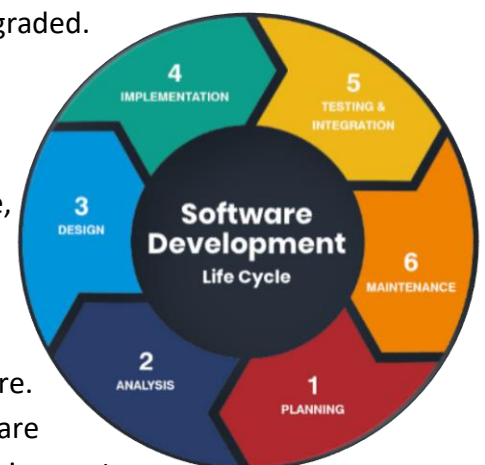 graded.
4
IMPLEMENTATION
5
TESTING &
INTEGRATION
3
DESIGN
Software
Development
Life Cycle
6
MAINTENANCE
2
ANALYSIS
1
PLANNING
are